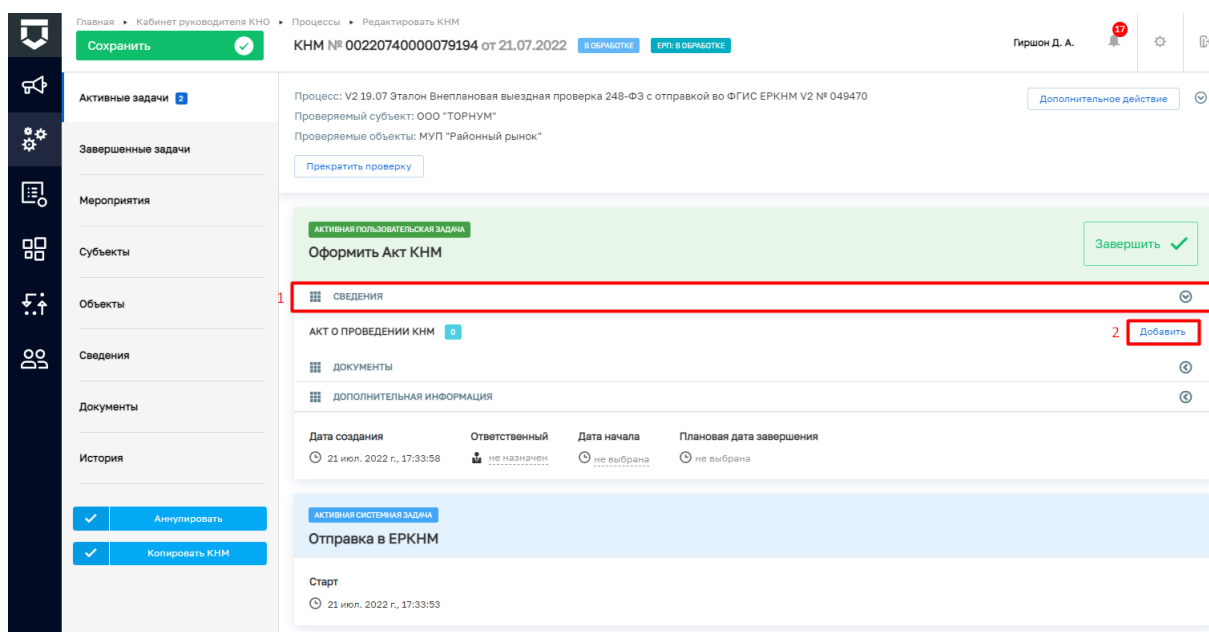 Главная ▸ Кабинет руководителя КНО ▸ Процессы ▸ Редактировать КНМ
Сохранить
КНМ № 00220740000079194 от 21.07.2022 В ОБРАБОТКЕ ЕРП: В ОБРАБОТКЕ
Гиршон Д. А.
17
Активные задачи 2
Завершенные задачи
Мероприятия
Субъекты
Объекты
Сведения
Документы
История
Аннулировать
Копировать КНМ
Процесс: V2 19.07 Эталон Внеплановая выездная проверка 248-ФЗ с отправкой во ФГИС ЕРКНМ V2 № 049470
Дополнительное действие
Проверяемый субъект: ООО "ТОРНУМ"
Проверяемые объекты: МУП "Районный рынок"
Прекратить проверку
АКТИВНАЯ ПОЛЬЗОВАТЕЛЬСКАЯ ЗАДАЧА
Оформить Акт КНМ
Завершить
1 СВЕДЕНИЯ
АКТ О ПРОВЕДЕНИИ КНМ 0
2 Добавить
ДОКУМЕНТЫ
ДОПОЛНИТЕЛЬНАЯ ИНФОРМАЦИЯ
Дата создания Ответственный Дата начала Плановая дата завершения
21 июл. 2022 г., 17:33:58 не назначен не выбрана не выбрана
АКТИВНАЯ СИСТЕМНАЯ ЗАДАЧА
Отправка в ЕРКНМ
Старт
21 июл. 2022 г., 17:33:53